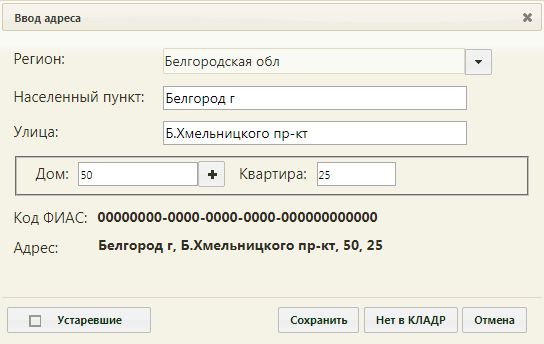 Ввод адреса
Регион: Белгородская обл
Населенный пункт: Белгород г
Улица: Б.Хмельницкого пр-кт
Дом: 50 + Квартира: 25
Код ФИАС: 00000000-0000-0000-0000-000000000000
Адрес: Белгород г, Б.Хмельницкого пр-кт, 50, 25
Устаревшие Сохранить Нет в КЛАДР Отмена